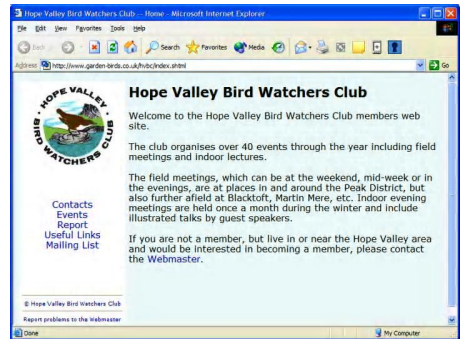 Hope Valley Bird Watchers Club -- Home - Microsoft Internet Explorer
File Edit View Favorites Tools Help
Back Search Favorites Media
Address http://www.garden-birds.co.uk/hvbc/index.shtml Go
HOPE VALLEY
BIRD WATCHERS CLUB
Contacts
Events
Report
Useful Links
Mailing List
© Hope Valley Bird Watchers Club
Report problems to the Webmaster
Hope Valley Bird Watchers Club
Welcome to the Hope Valley Bird Watchers Club members web
site.
The club organises over 40 events through the year including field
meetings and indoor lectures.
The field meetings, which can be at the weekend, mid-week or in
the evenings, are at places in and around the Peak District, but
also further afield at Blacktoft, Martin Mere, etc. Indoor evening
meetings are held once a month during the winter and include
illustrated talks by guest speakers.
If you are not a member, but live in or near the Hope Valley area
and would be interested in becoming a member, please contact
the Webmaster.
Done My Computer